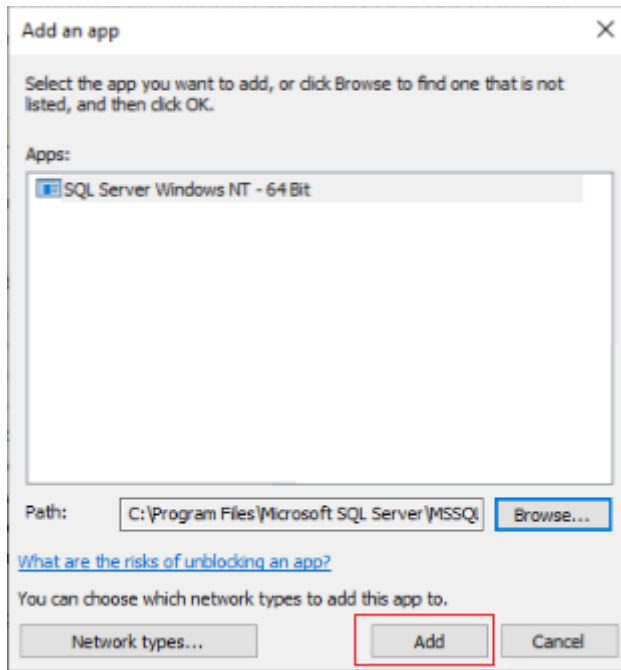 Add an app
Select the app you want to add, or click Browse to find one that is not
listed, and then click OK.
Apps:
SQL Server Windows NT - 64 Bit
Path:
C:\Program Files\Microsoft SQL Server\MSSQL
Browse...
What are the risks of unblocking an app?
You can choose which network types to add this app to.
Network types...
Add
Cancel